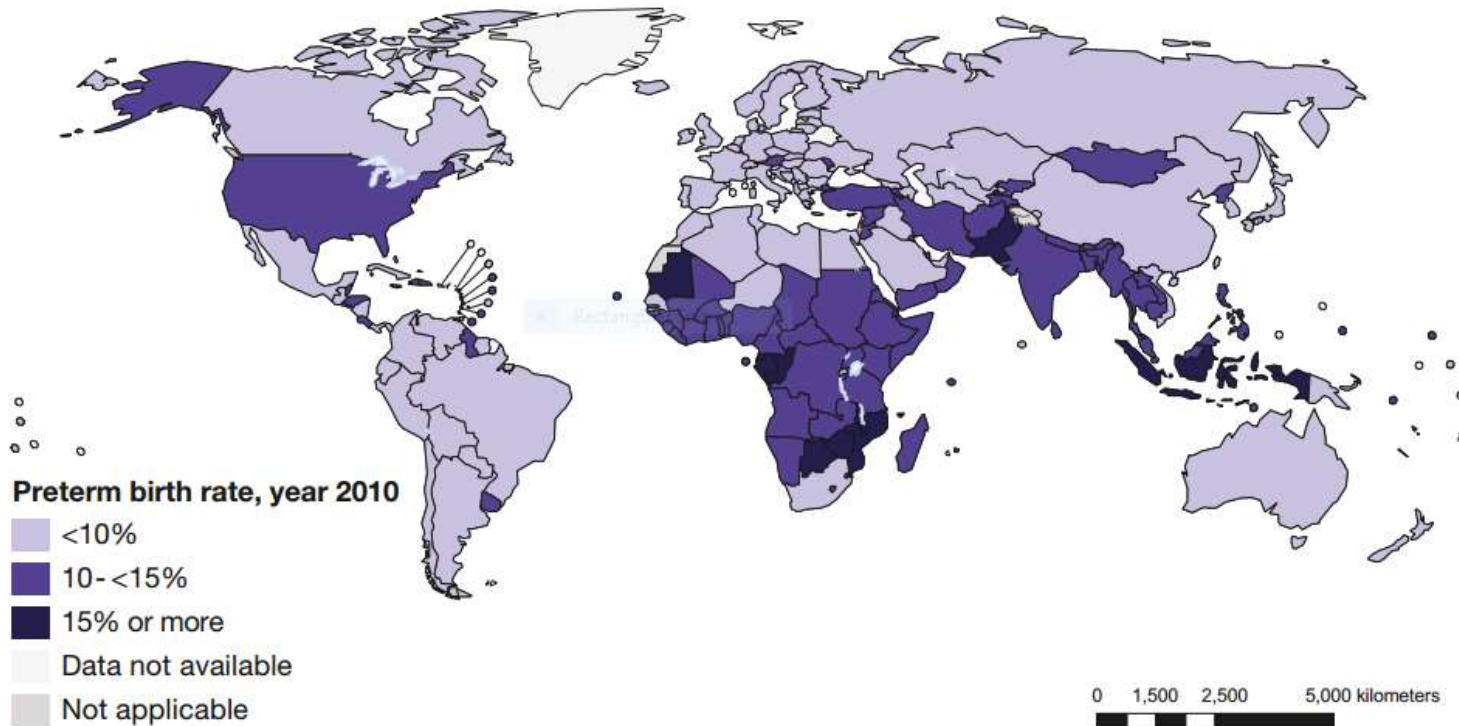 Preterm birth rate, year 2010
<10%
10-<15%
15% or more
Data not available
Not applicable
0 1,500 2,500 5,000 kilometers